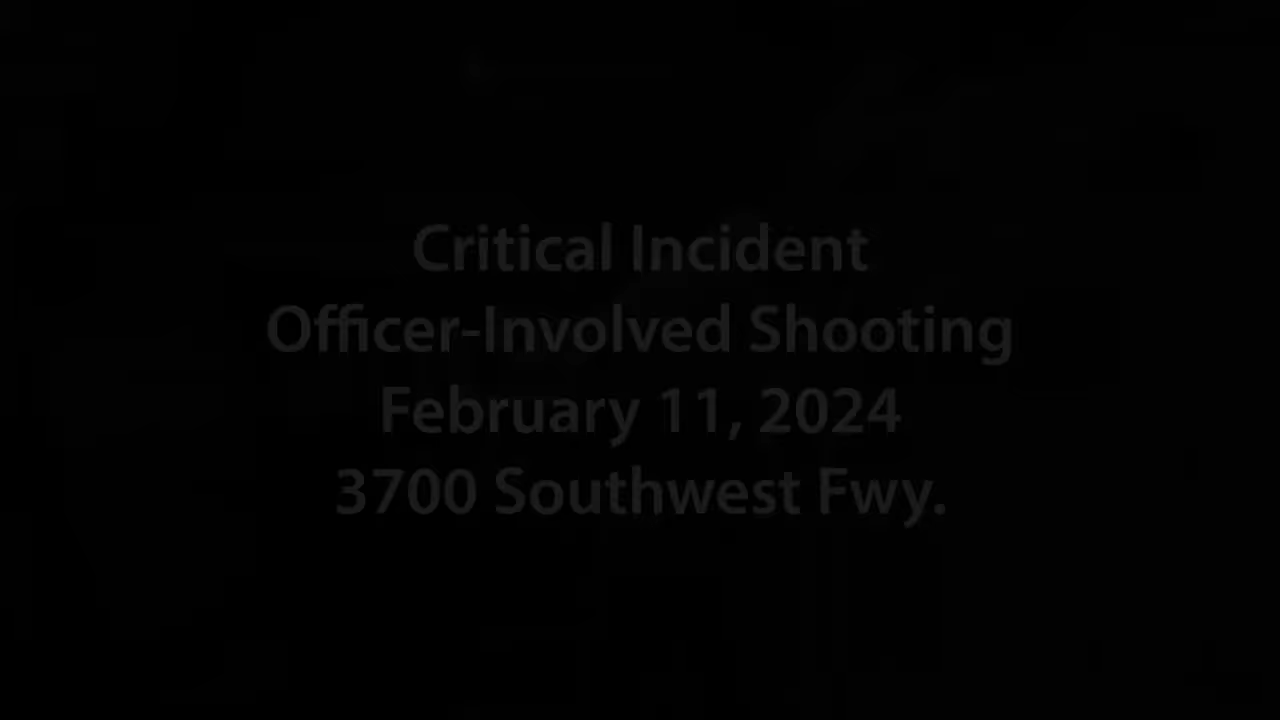 Critical Incident
Officer-Involved Shooting
February 11, 2024
3700 Southwest Fwy.